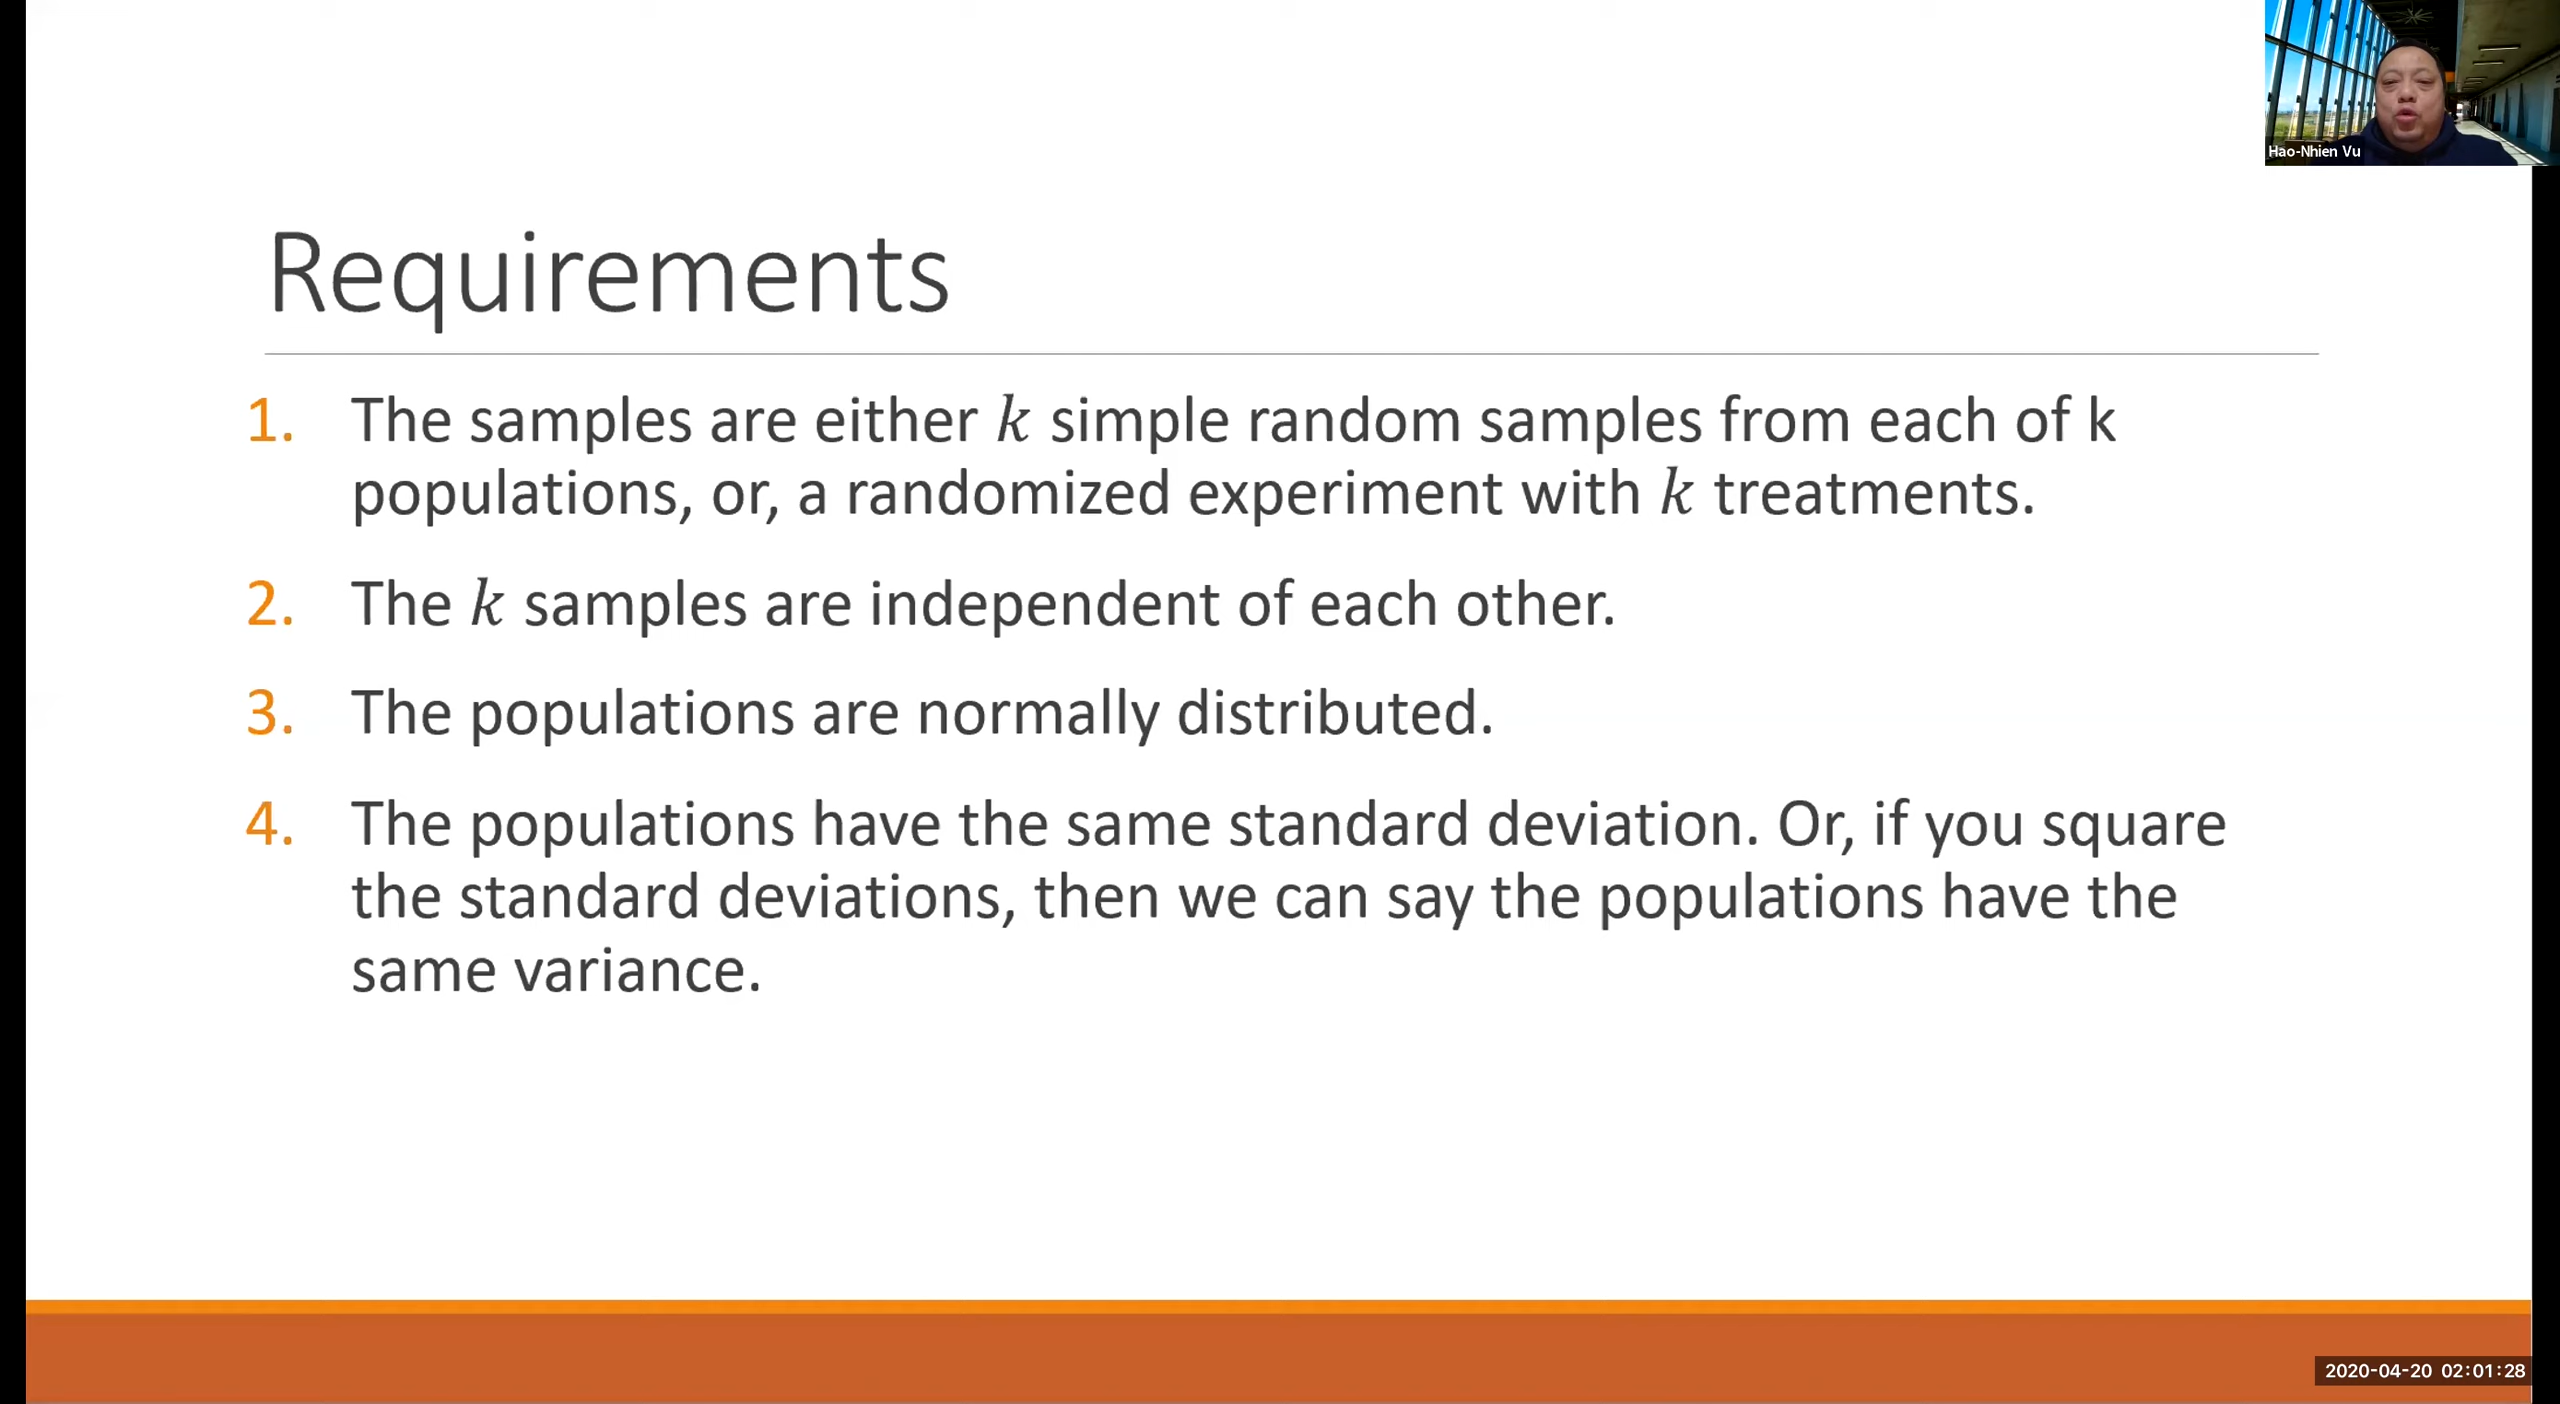 Hao-Nhien Vu
Requirements
1. The samples are either k simple random samples from each of k
populations, or, a randomized experiment with k treatments.
2. The k samples are independent of each other.
3. The populations are normally distributed.
4. The populations have the same standard deviation. Or, if you square
the standard deviations, then we can say the populations have the
same variance.
2020-04-20 02:01:28